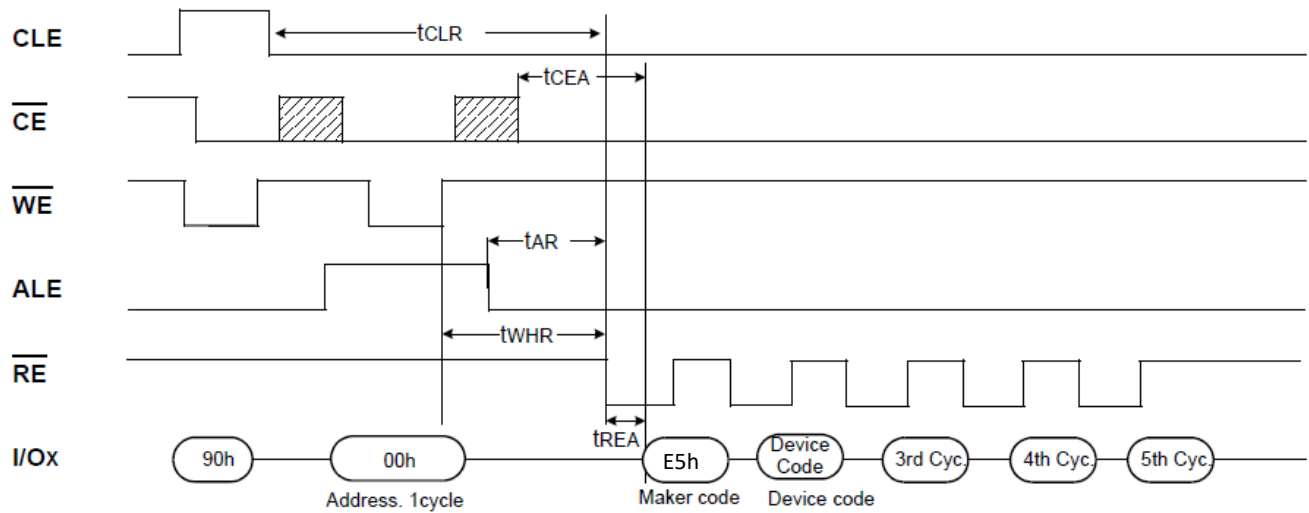 CLE
tCLR
tCEA
CE
WE
tAR
ALE
tWHR
RE
tREA
I/Ox
90h
00h
E5h
Device
Code
3rd Cyc.
4th Cyc.
5th Cyc.
Address. 1cycle
Maker code
Device code